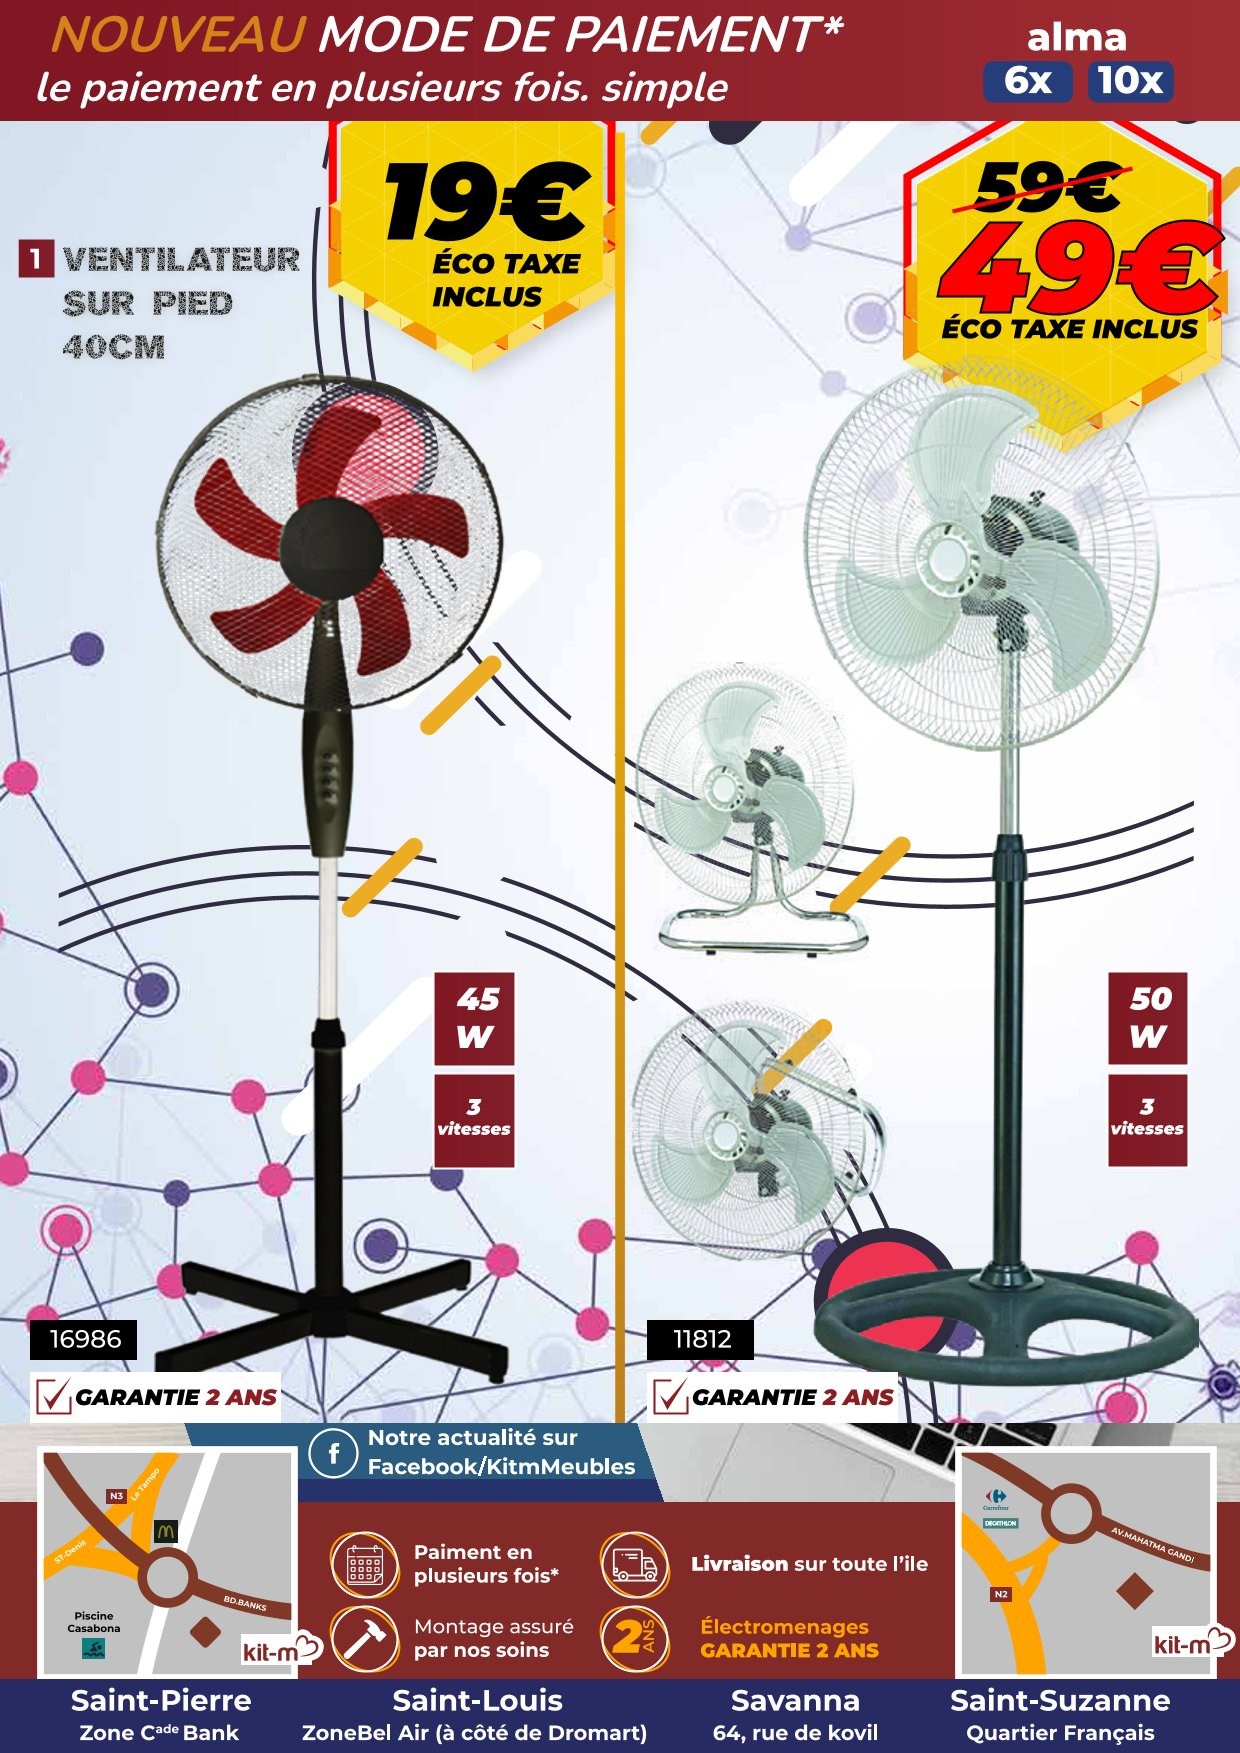 NOUVEAU MODE DE PAIEMENT*
le paiement en plusieurs fois. simple
alma
6x 10x
19€
ÉCO TAXE
INCLUS
59€
49€
ÉCO TAXE INCLUS
1 VENTILATEUR
SUR PIED
40CM
45
W
3
vitesses
50
W
3
vitesses
16986
GARANTIE 2 ANS
11812
GARANTIE 2 ANS
f Notre actualité sur
Facebook/KitmMeubles
N3
Le Tampo
ST-Denis
BD.BANKS
Piscine
Casabona
kit-m
Paiment en
plusieurs fois*
Livraison sur toute l'ile
Montage assuré
par nos soins
2 ANS
Électromenages
GARANTIE 2 ANS
Carrefour
DECATHLON
AV.MAHATMA GANDI
N2
kit-m
Saint-Pierre
Zone Cade Bank
Saint-Louis
ZoneBel Air (à côté de Dromart)
Savanna
64, rue de kovil
Saint-Suzanne
Quartier Français